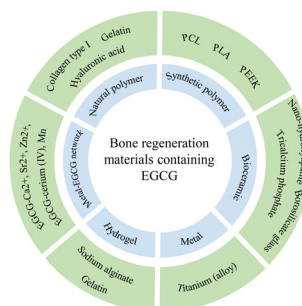 Bone regeneration
materials containing
EGCG
Natural polymer
Synthetic polymer
Bioceramic
Metal
Hydrogel
Metal-EGCG network
Collagen type I
Gelatin
Hyaluronic acid
PCL
PLA
PEEK
Tricalcium phosphate
Borosilicate glass
Titanium (alloy)
Sodium alginate
Gelatin
EGCG-Ca2+, Sr2+, Zn2+,
EGCG-cerium (IV), Mn